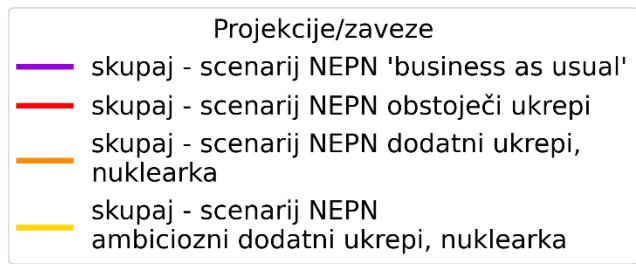 Projekcije/zaveze
skupaj - scenarij NEPN 'business as usual'
skupaj - scenarij NEPN obstoječi ukrepi
skupaj - scenarij NEPN dodatni ukrepi,
nuklearka
skupaj - scenarij NEPN
ambiciozni dodatni ukrepi, nuklearka